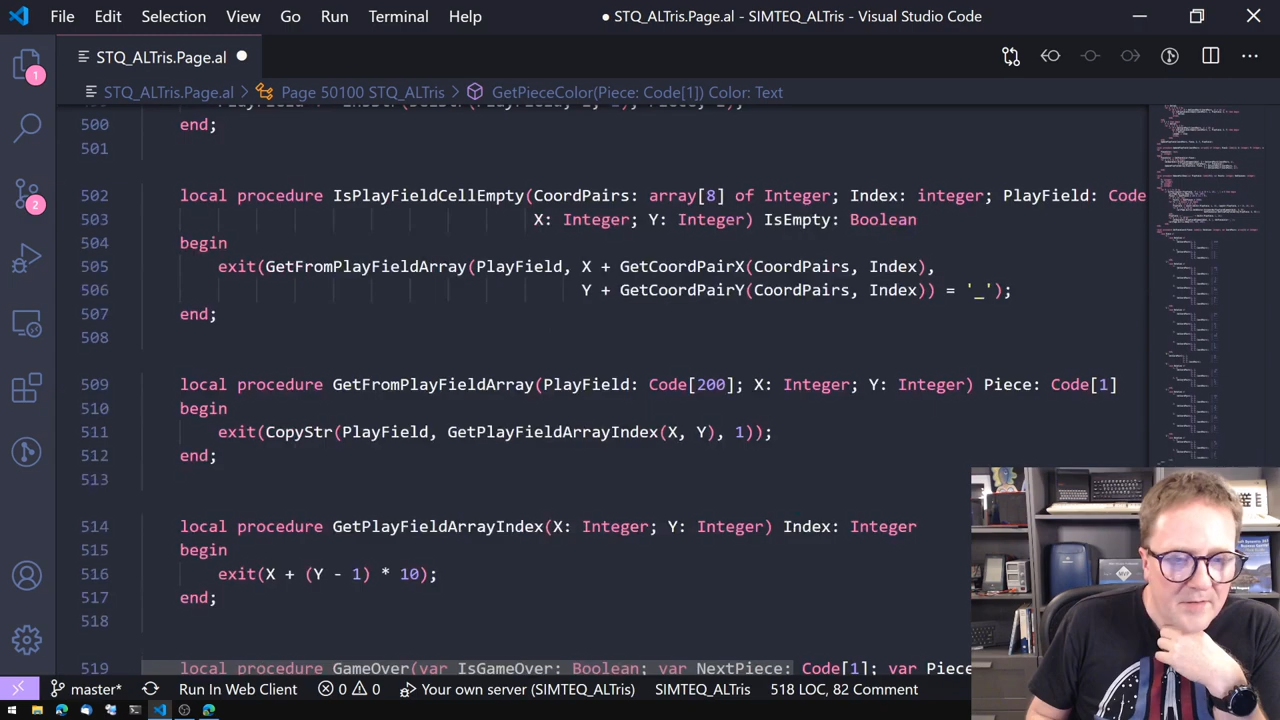 File Edit Selection View Go Run Terminal Help
● STQ_ALTris.Page.al - SIMTEQ_ALTris - Visual Studio Code
STQ_ALTris.Page.al
STQ_ALTris.Page.al > Page 50100 STQ_ALTris > GetPieceColor(Piece: Code[1]) Color: Text
500 end;
501
502 local procedure IsPlayFieldCellEmpty(CoordPairs: array[8] of Integer; Index: Integer; PlayField: Code
503 X: Integer; Y: Integer) IsEmpty: Boolean
504 begin
505 exit(GetFromPlayFieldArray(PlayField, X + GetCoordPairX(CoordPairs, Index),
506 Y + GetCoordPairY(CoordPairs, Index)) = '_');
507 end;
508
509 local procedure GetFromPlayFieldArray(PlayField: Code[200]; X: Integer; Y: Integer) Piece: Code[1]
510 begin
511 exit(CopyStr(PlayField, GetPlayFieldArrayIndex(X, Y), 1));
512 end;
513
514 local procedure GetPlayFieldArrayIndex(X: Integer; Y: Integer) Index: Integer
515 begin
516 exit(X + (Y - 1) * 10);
517 end;
518
519 local procedure GameOver(var IsGameOver: Boolean; var NextPiece: Code[1]; var Piece
1
2
master* Run In Web Client 0 0 Your own server (SIMTEQ_ALTris) SIMTEQ_ALTris 518 LOC, 82 Comment